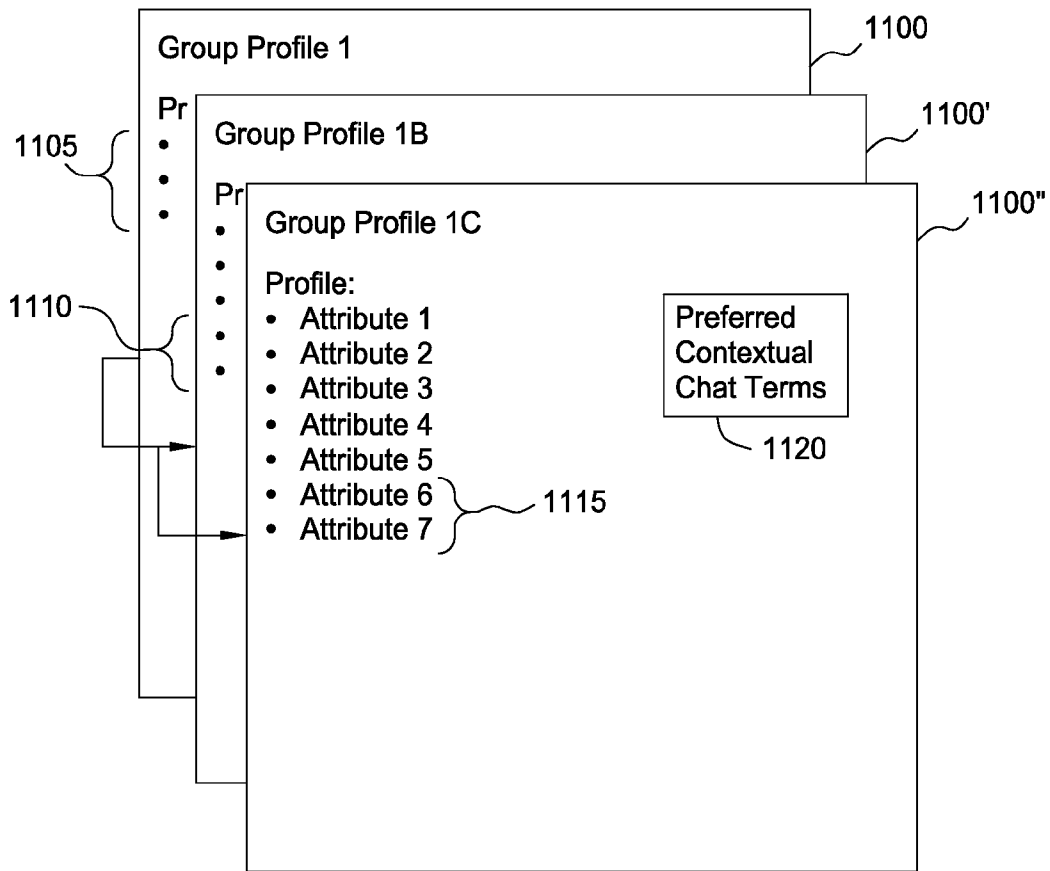 Group Profile 1
1100
Pr
•
•
•
1105
Group Profile 1B
1100'
Pr
•
•
•
•
•
1110
Group Profile 1C
1100"
Profile:
• Attribute 1
• Attribute 2
• Attribute 3
• Attribute 4
• Attribute 5
• Attribute 6
• Attribute 7
1115
Preferred
Contextual
Chat Terms
1120